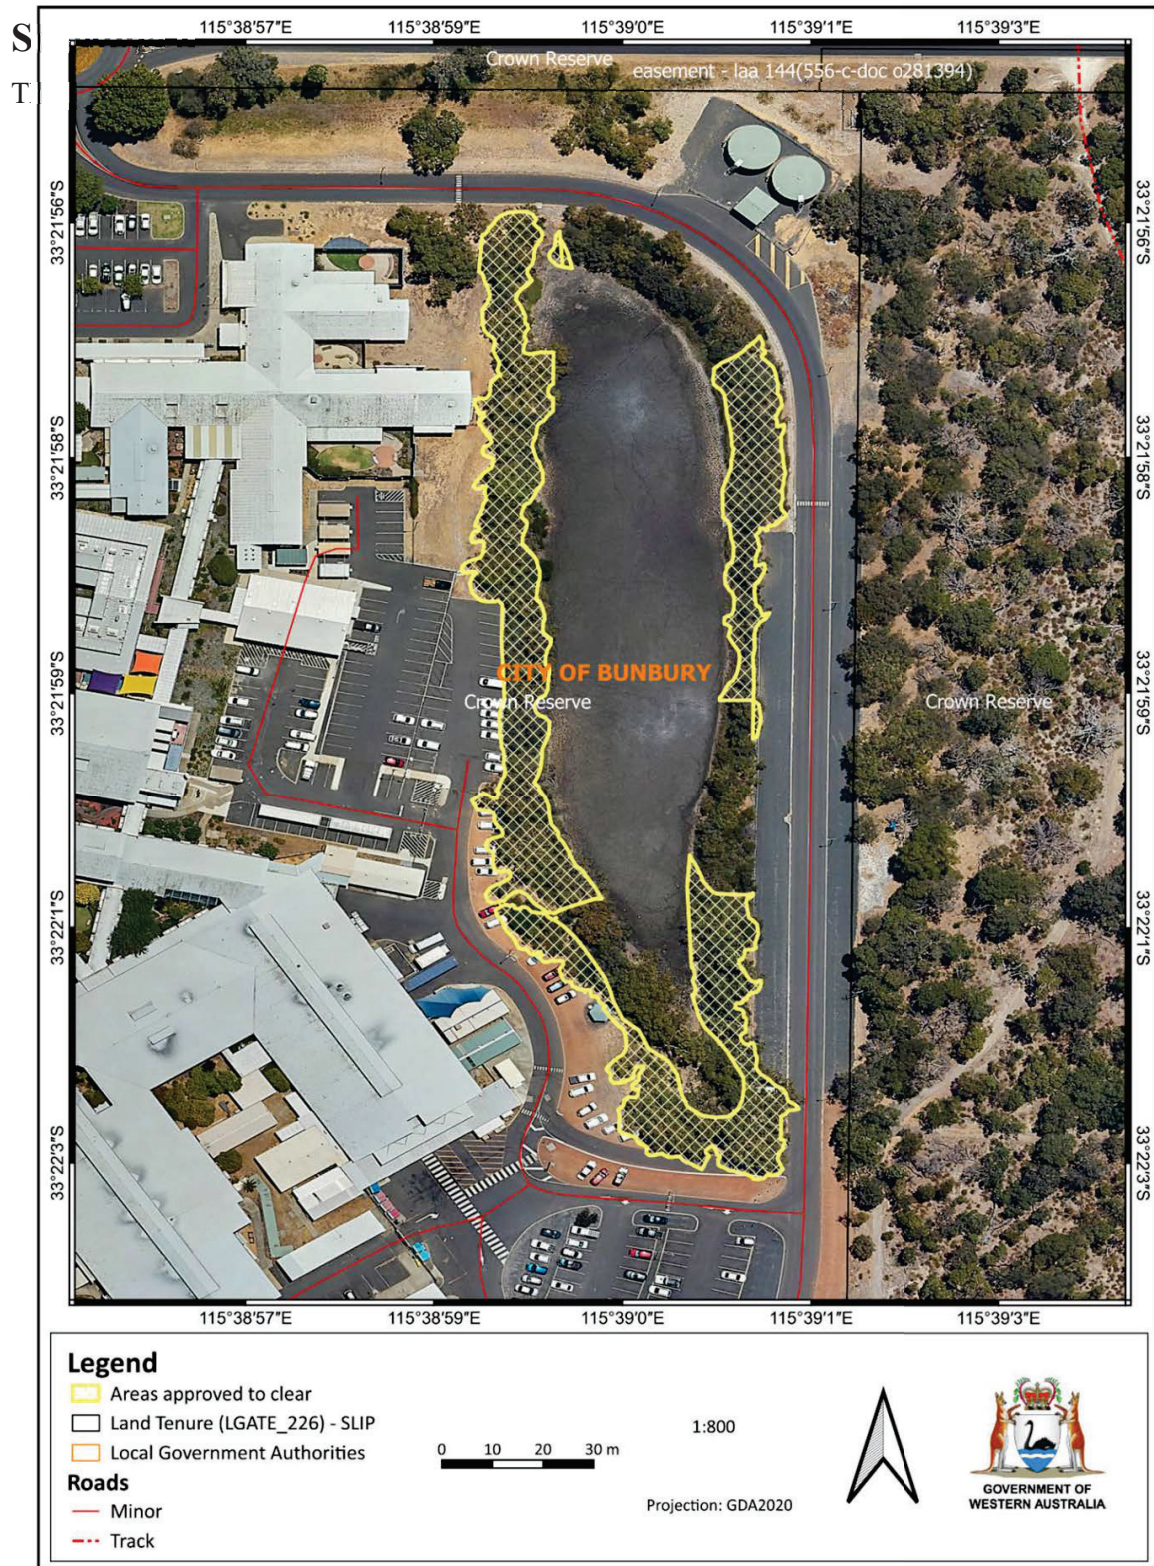 S
T
115°38'57"E 115°38'59"E 115°39'0"E 115°39'1"E 115°39'3"E
Crown Reserve
easement - laa 144(556-c-doc o281394)
33°21'56"S 33°21'56"S
33°21'58"S 33°21'58"S
33°21'59"S 33°21'59"S
CITY OF BUNBURY
Crown Reserve Crown Reserve
33°22'1"S 33°22'1"S
33°22'3"S 33°22'3"S
115°38'57"E 115°38'59"E 115°39'0"E 115°39'1"E 115°39'3"E
Legend
Areas approved to clear
Land Tenure (LGATE_226) - SLIP
Local Government Authorities
Roads
Minor
Track
0 10 20 30 m
1:800
Projection: GDA2020
GOVERNMENT OF
WESTERN AUSTRALIA